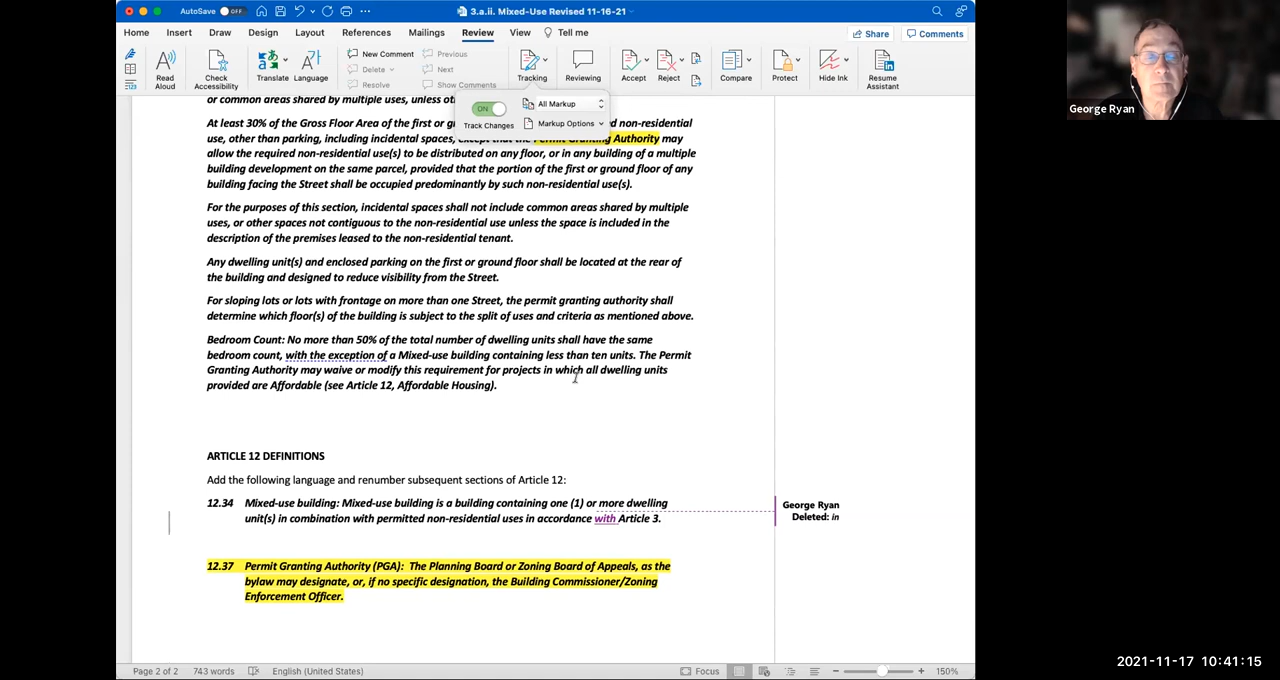 AutoSave OFF 3.a.ii. Mixed-Use Revised 11-16-21
Home Insert Draw Design Layout References Mailings Review View Tell me Share Comments
Read Aloud
Check Accessibility
Translate
Language
New Comment
Delete
Resolve
Previous
Next
Show Comments
Tracking
Reviewing
Accept
Reject
Compare
Protect
Hide Ink
Resume Assistant
ON
Track Changes
All Markup
Markup Options
or common areas shared by multiple uses, unless
At least 30% of the Gross Floor Area of the first or non-residential
use, other than parking, including incidental spaces, except that the Permit Granting Authority may
allow the required non-residential use(s) to be distributed on any floor, or in any building of a multiple
building development on the same parcel, provided that the portion of the first or ground floor of any
building facing the Street shall be occupied predominantly by such non-residential use(s).
For the purposes of this section, incidental spaces shall not include common areas shared by multiple
uses, or other spaces not contiguous to the non-residential use unless the space is included in the
description of the premises leased to the non-residential tenant.
Any dwelling unit(s) and enclosed parking on the first or ground floor shall be located at the rear of
the building and designed to reduce visibility from the Street.
For sloping lots or lots with frontage on more than one Street, the permit granting authority shall
determine which floor(s) of the building is subject to the split of uses and criteria as mentioned above.
Bedroom Count: No more than 50% of the total number of dwelling units shall have the same
bedroom count, with the exception of a Mixed-use building containing less than ten units. The Permit
Granting Authority may waive or modify this requirement for projects in which all dwelling units
provided are Affordable (see Article 12, Affordable Housing).
ARTICLE 12 DEFINITIONS
Add the following language and renumber subsequent sections of Article 12:
12.34 Mixed-use building: Mixed-use building is a building containing one (1) or more dwelling
unit(s) in combination with permitted non-residential uses in accordance with Article 3.
George Ryan
Deleted: in
12.37 Permit Granting Authority (PGA): The Planning Board or Zoning Board of Appeals, as the
bylaw may designate, or, if no specific designation, the Building Commissioner/Zoning
Enforcement Officer.
Page 2 of 2 743 words English (United States) Focus 150%
George Ryan
2021-11-17 10:41:15